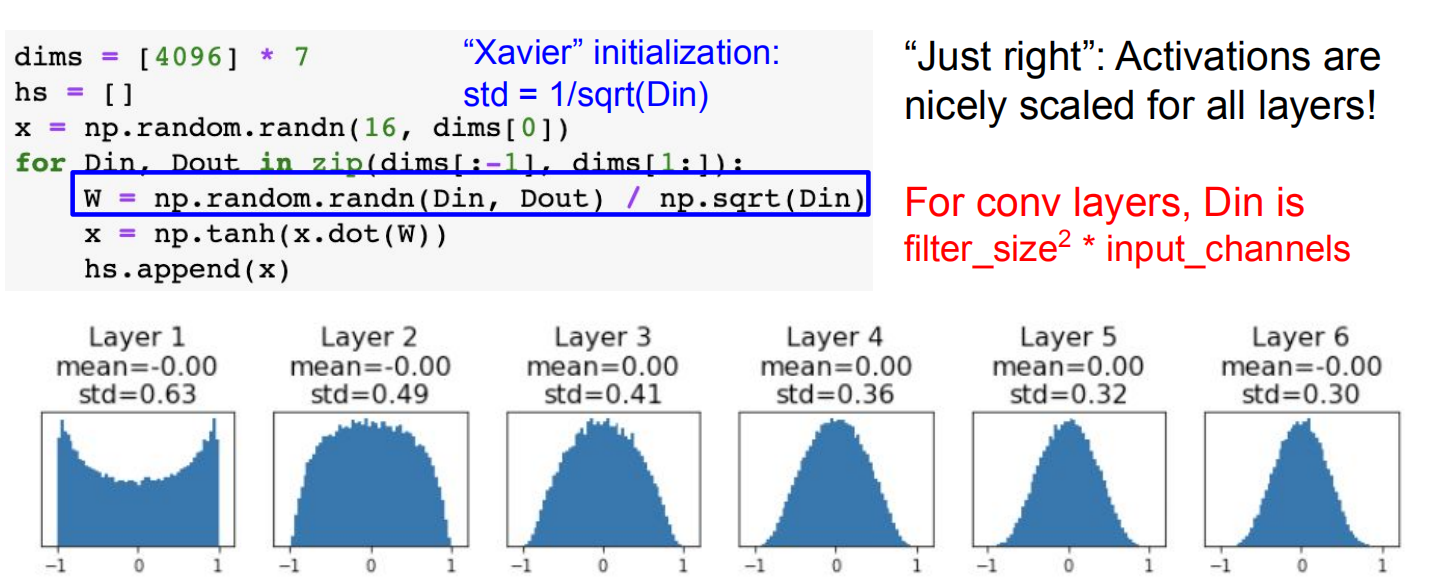 dims = [4096] * 7
hs = []
x = np.random.randn(16, dims[0])
for Din, Dout in zip(dims[:-1], dims[1:]):
W = np.random.randn(Din, Dout) / np.sqrt(Din)
x = np.tanh(x.dot(W))
hs.append(x)
“Xavier” initialization:
std = 1/sqrt(Din)
“Just right”: Activations are
nicely scaled for all layers!
For conv layers, Din is
filter_size² * input_channels
Layer 1
mean=-0.00
std=0.63
-1 0 1
Layer 2
mean=-0.00
std=0.49
-1 0 1
Layer 3
mean=0.00
std=0.41
-1 0 1
Layer 4
mean=0.00
std=0.36
-1 0 1
Layer 5
mean=0.00
std=0.32
-1 0 1
Layer 6
mean=-0.00
std=0.30
-1 0 1